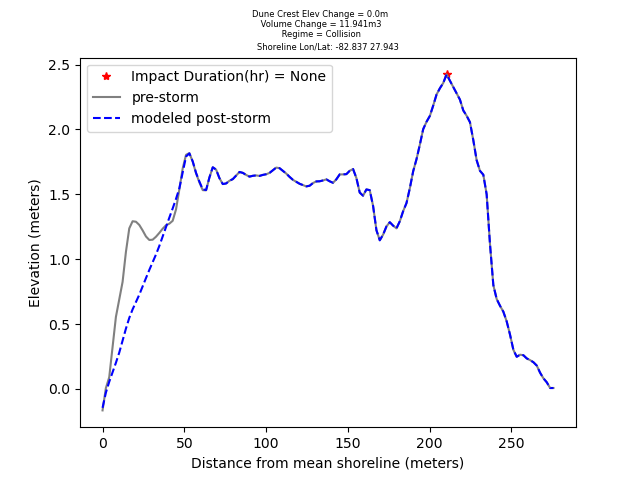 Dune Crest Elev Change = 0.0m
Volume Change = 11.941m3
Regime = Collision
Shoreline Lon/Lat: -82.837 27.943
Impact Duration(hr) = None
pre-storm
modeled post-storm
2.5
2.0
1.5
1.0
0.5
0.0
Elevation (meters)
0
50
100
150
200
250
Distance from mean shoreline (meters)